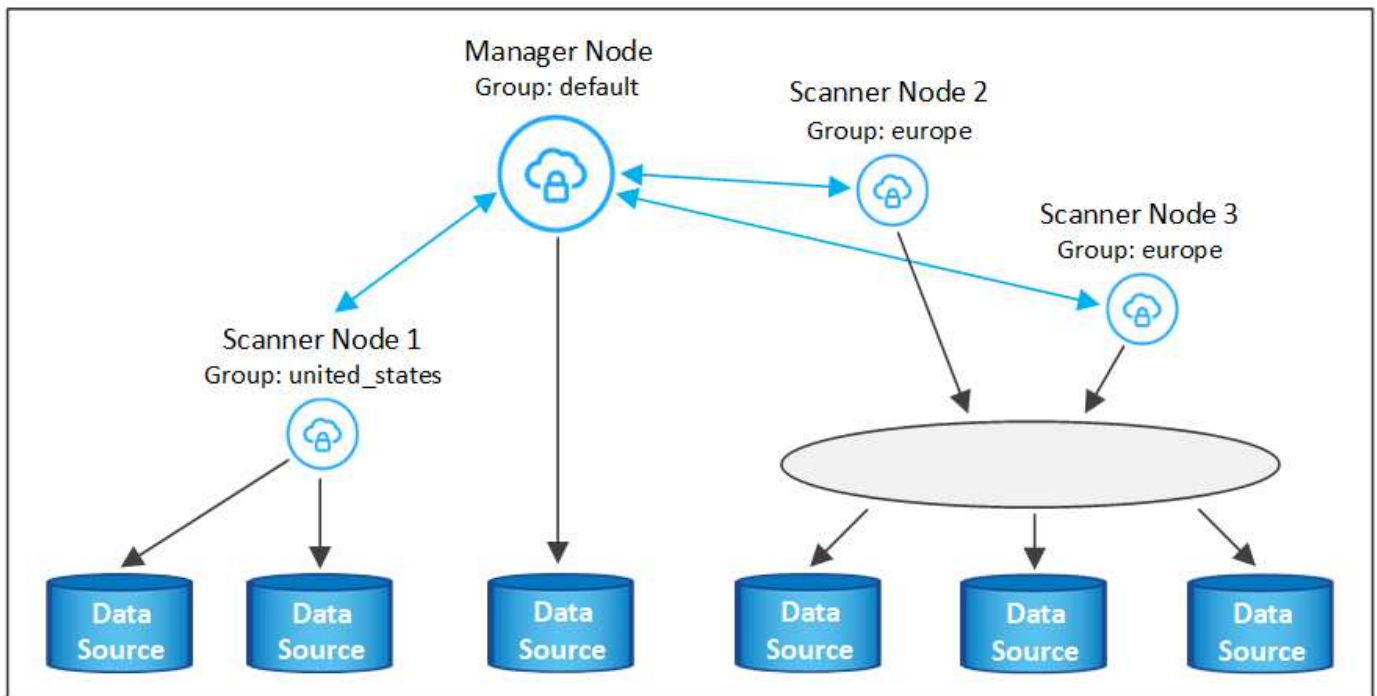 Manager Node
Group: default
Scanner Node 2
Group: europe
Scanner Node 3
Group: europe
Scanner Node 1
Group: united_states
Data
Source
Data
Source
Data
Source
Data
Source
Data
Source
Data
Source